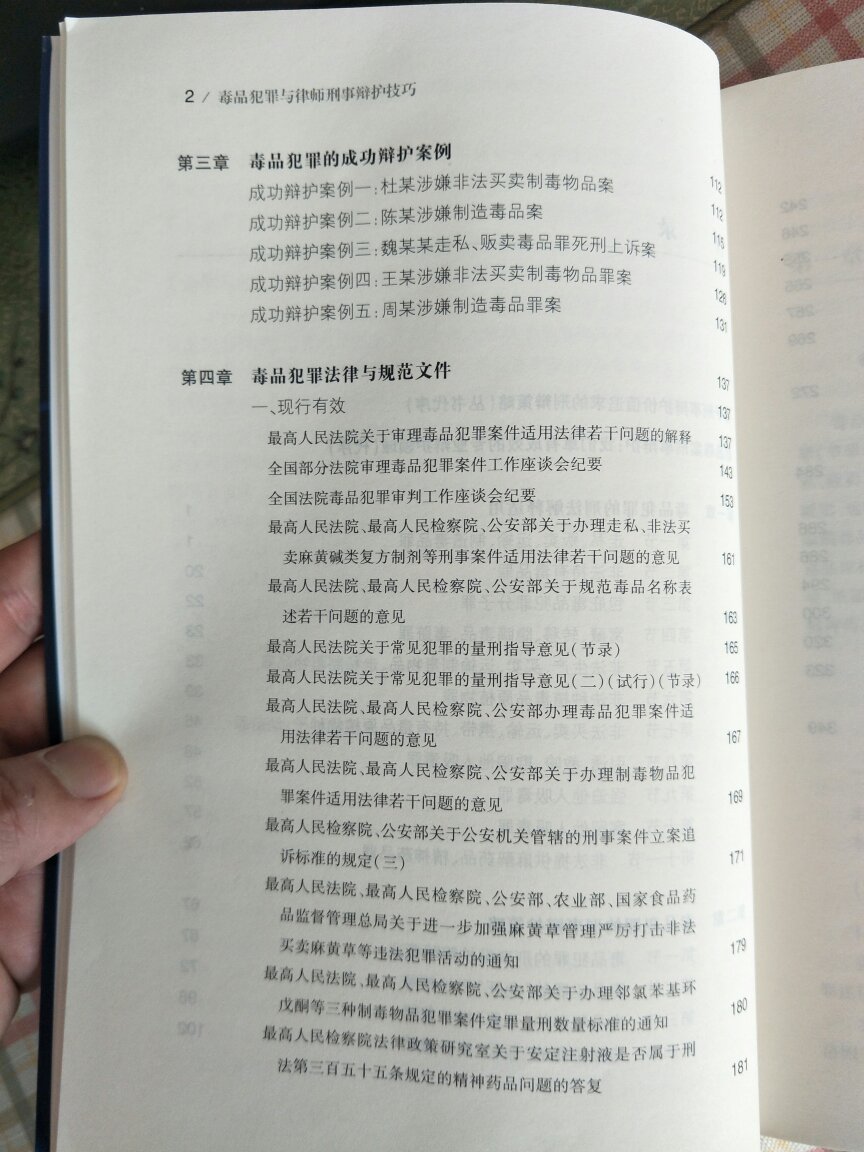 2 / 毒品犯罪与律师刑事辩护技巧
第三章 毒品犯罪的成功辩护案例 112
成功辩护案例一:杜某涉嫌非法买卖制毒物品案 112
成功辩护案例二:陈某涉嫌制造毒品案 116
成功辩护案例三:魏某某走私、贩卖毒品罪死刑上诉案 119
成功辩护案例四:王某涉嫌非法买卖制毒物品罪案 128
成功辩护案例五:周某涉嫌制造毒品罪案 131
第四章 毒品犯罪法律与规范文件 137
一、现行有效 137
最高人民法院关于审理毒品犯罪案件适用法律若干问题的解释 137
全国部分法院审理毒品犯罪案件工作座谈会纪要 143
全国法院毒品犯罪审判工作座谈会纪要 153
最高人民法院、最高人民检察院、公安部关于办理走私、非法买
卖麻黄碱类复方制剂等刑事案件适用法律若干问题的意见 161
最高人民法院、最高人民检察院、公安部关于规范毒品名称表
述若干问题的意见 163
最高人民法院关于常见犯罪的量刑指导意见(节录) 165
最高人民法院关于常见犯罪的量刑指导意见(二)(试行)(节录) 166
最高人民法院、最高人民检察院、公安部办理毒品犯罪案件适
用法律若干问题的意见 167
最高人民法院、最高人民检察院、公安部关于办理制毒物品犯
罪案件适用法律若干问题的意见 169
最高人民检察院、公安部关于公安机关管辖的刑事案件立案追
诉标准的规定(三) 171
最高人民法院、最高人民检察院、公安部、农业部、国家食品药
品监督管理总局关于进一步加强麻黄草管理严厉打击非法
买卖麻黄草等违法犯罪活动的通知 179
最高人民法院、最高人民检察院、公安部关于办理邻氯苯基环
戊酮等三种制毒物品犯罪案件定罪量刑数量标准的通知 180
最高人民检察院法律政策研究室关于安定注射液是否属于刑
法第三百五十五条规定的精神药品问题的答复 181